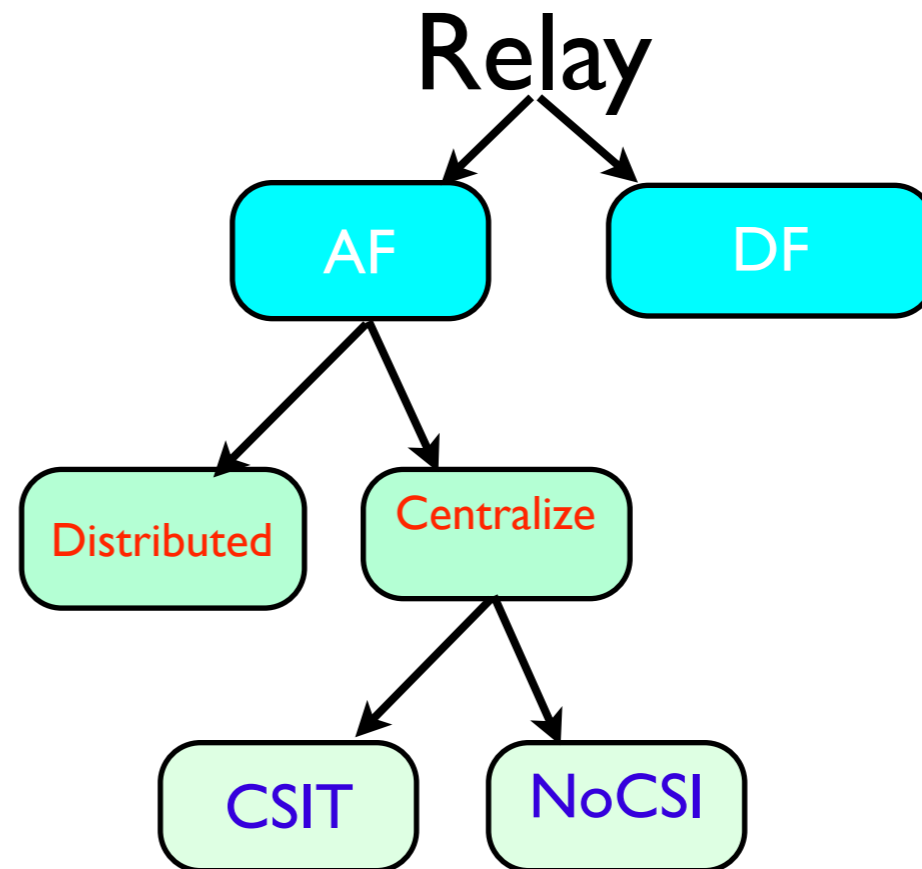 Relay
AF
DF
Distributed
Centralize
CSIT
NoCSI